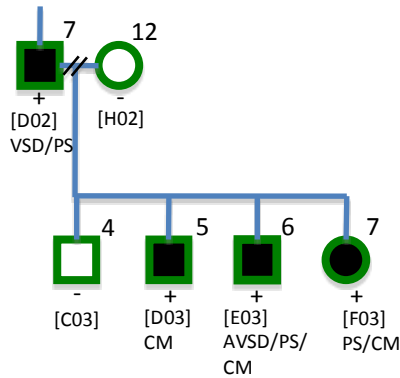 7 12
+ -
[D02] [H02]
VSD/PS
4 5 6 7
- + + +
[C03] [D03] [E03] [F03]
CM AVSD/PS/ PS/CM
CM